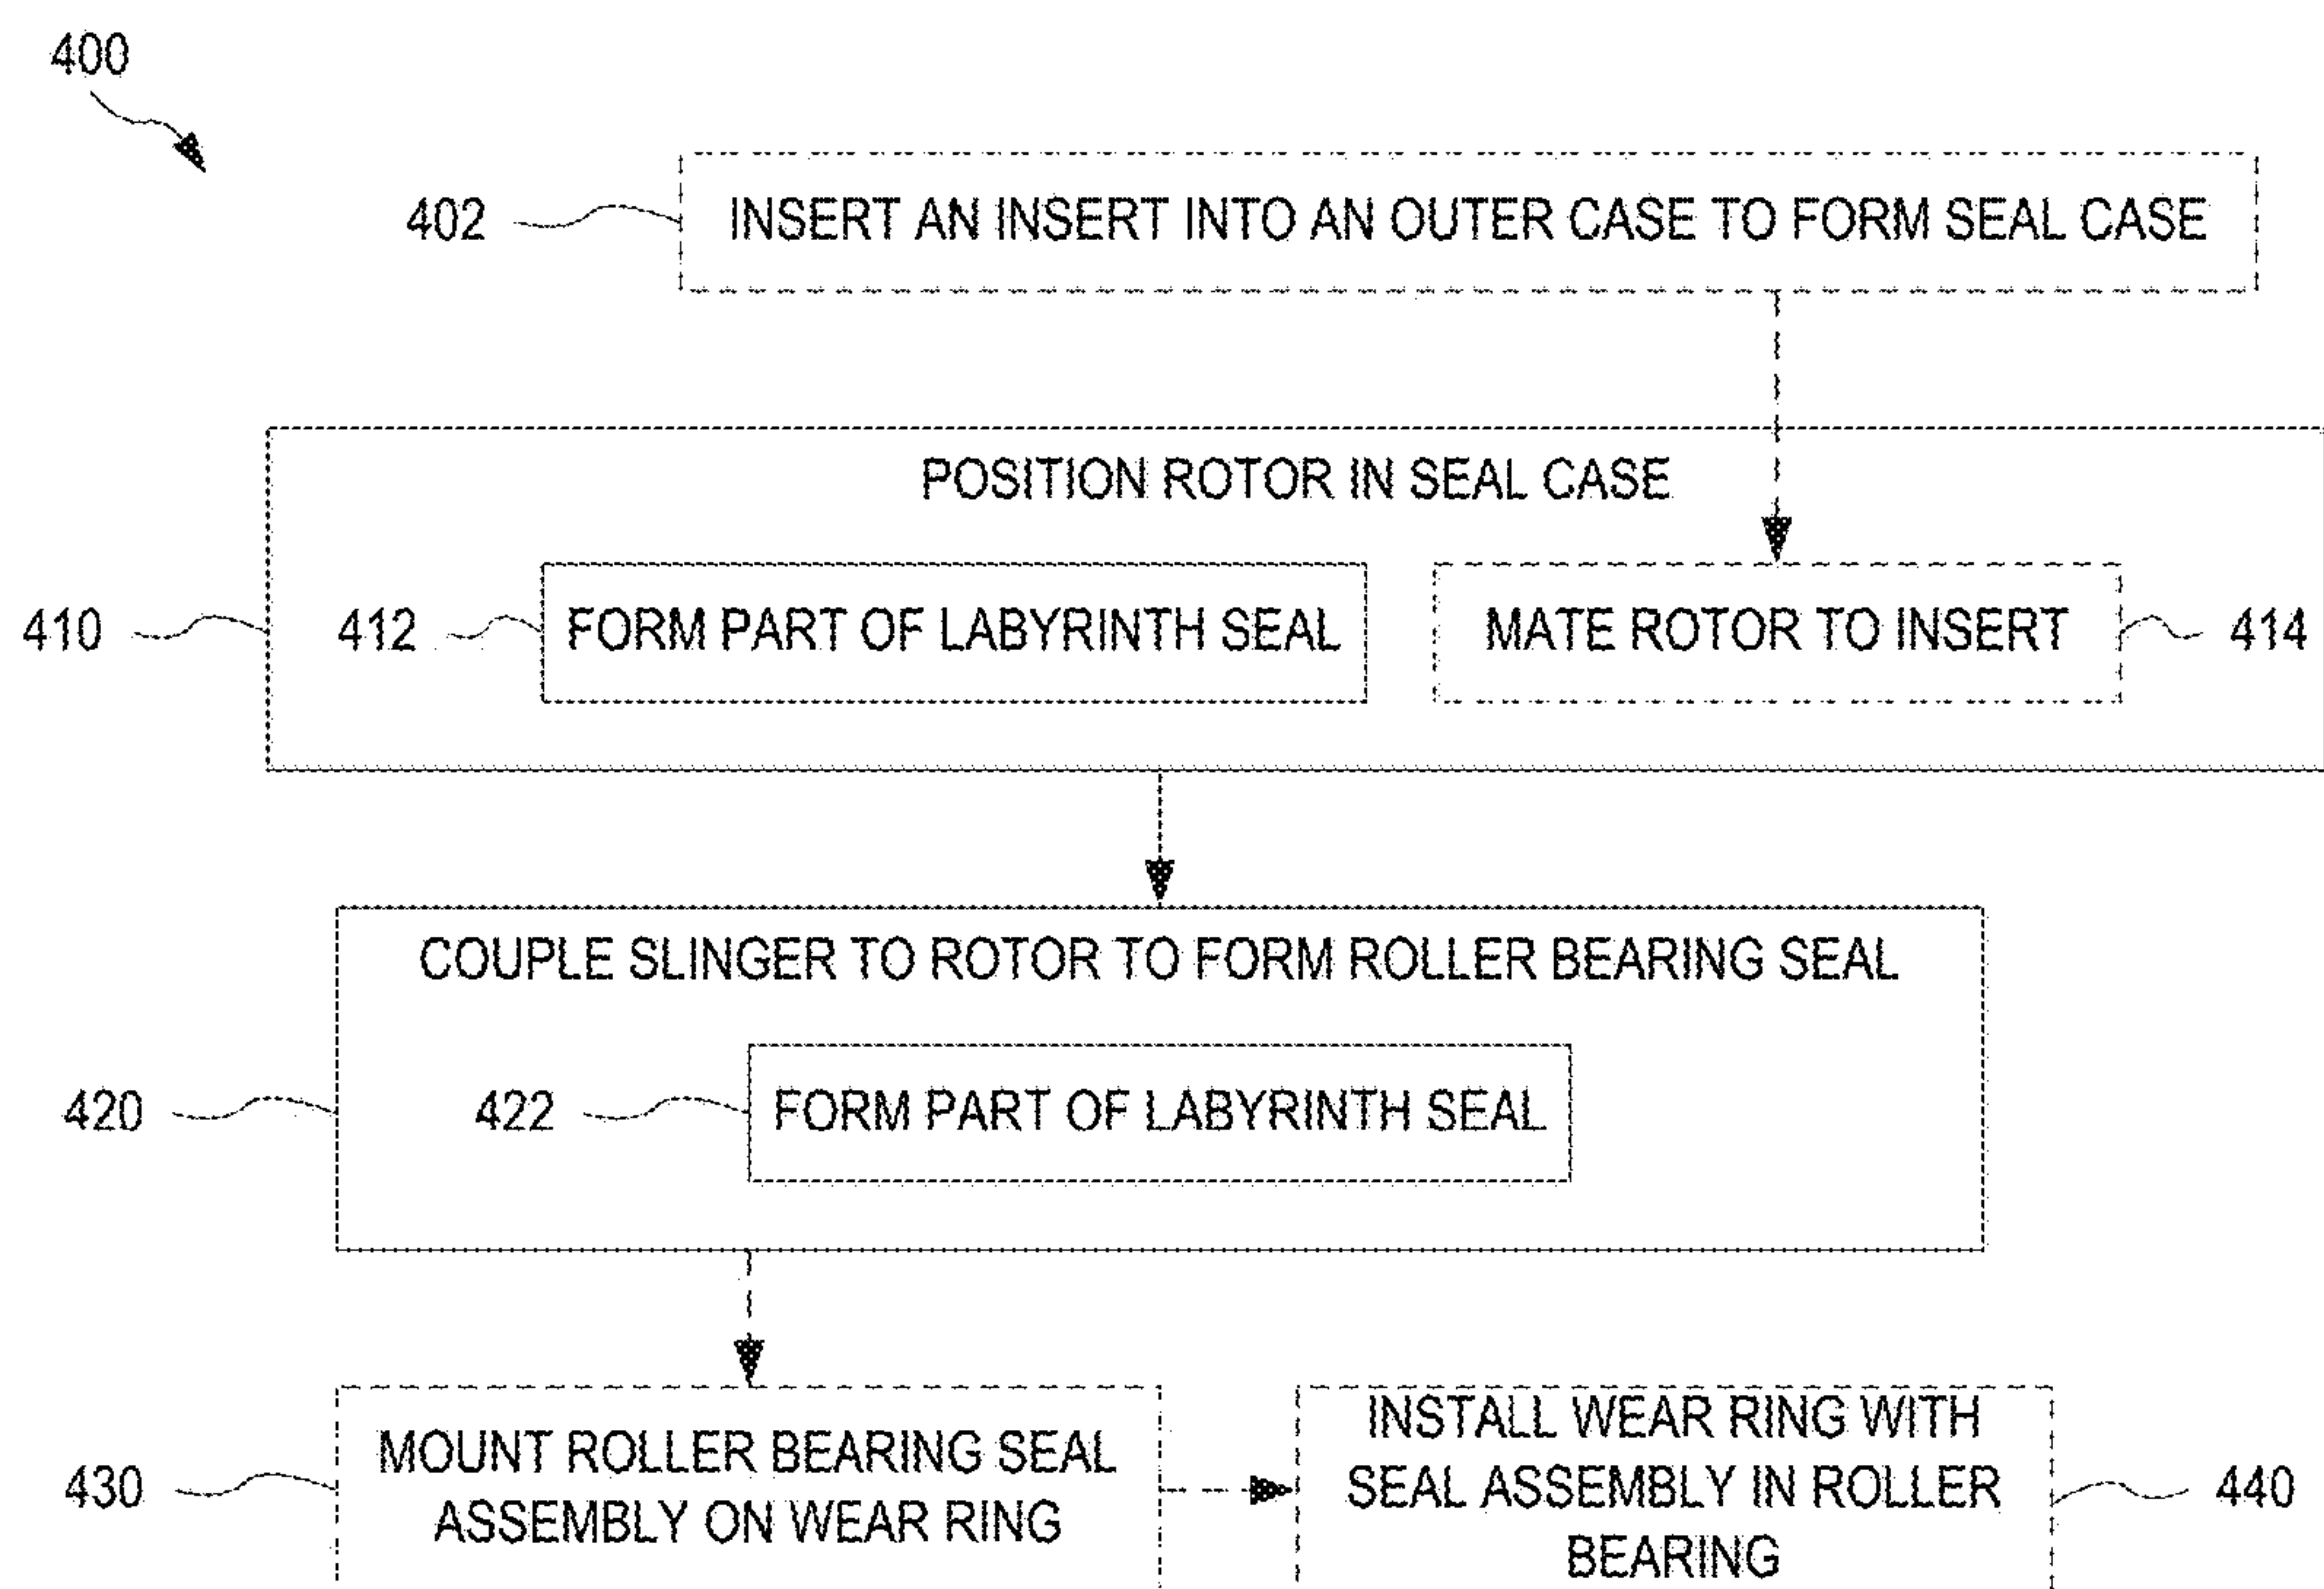 400
402
INSERT AN INSERT INTO AN OUTER CASE TO FORM SEAL CASE
POSITION ROTOR IN SEAL CASE
410
412
FORM PART OF LABYRINTH SEAL
MATE ROTOR TO INSERT
414
COUPLE SLINGER TO ROTOR TO FORM ROLLER BEARING SEAL
420
422
FORM PART OF LABYRINTH SEAL
430
MOUNT ROLLER BEARING SEAL
ASSEMBLY ON WEAR RING
INSTALL WEAR RING WITH
SEAL ASSEMBLY IN ROLLER
BEARING
440